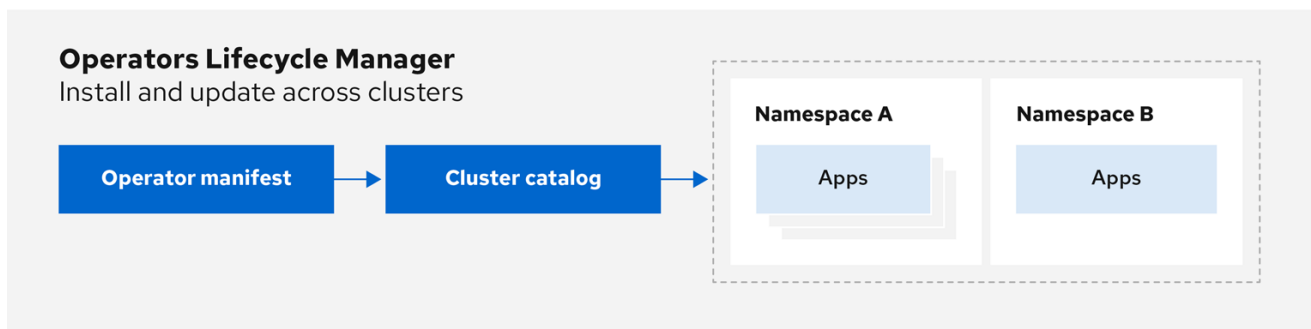 Operators Lifecycle Manager
Install and update across clusters
Operator manifest
Cluster catalog
Namespace A
Apps
Namespace B
Apps